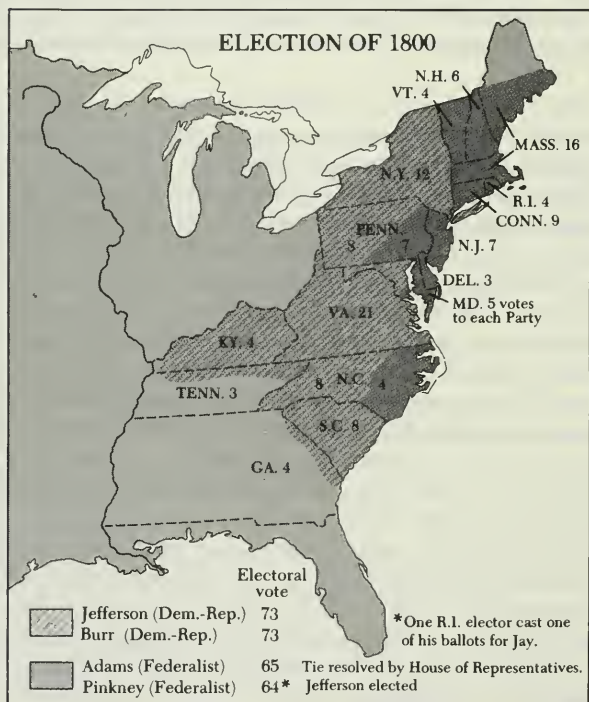 ELECTION OF 1800
N.H. 6
VT. 4
MASS. 16
N.Y. 12
R.I. 4
CONN. 9
PENN.
8
7
N.J. 7
DEL. 3
MD. 5 votes
to each Party
VA. 21
KY. 4
8 N.C. 4
TENN. 3
S.C. 8
GA. 4
Electoral
vote
Jefferson (Dem.-Rep.) 73
Burr (Dem.-Rep.) 73
*One R.I. elector cast one
of his ballots for Jay.
Adams (Federalist) 65 Tie resolved by House of Representatives.
Pinkney (Federalist) 64* Jefferson elected